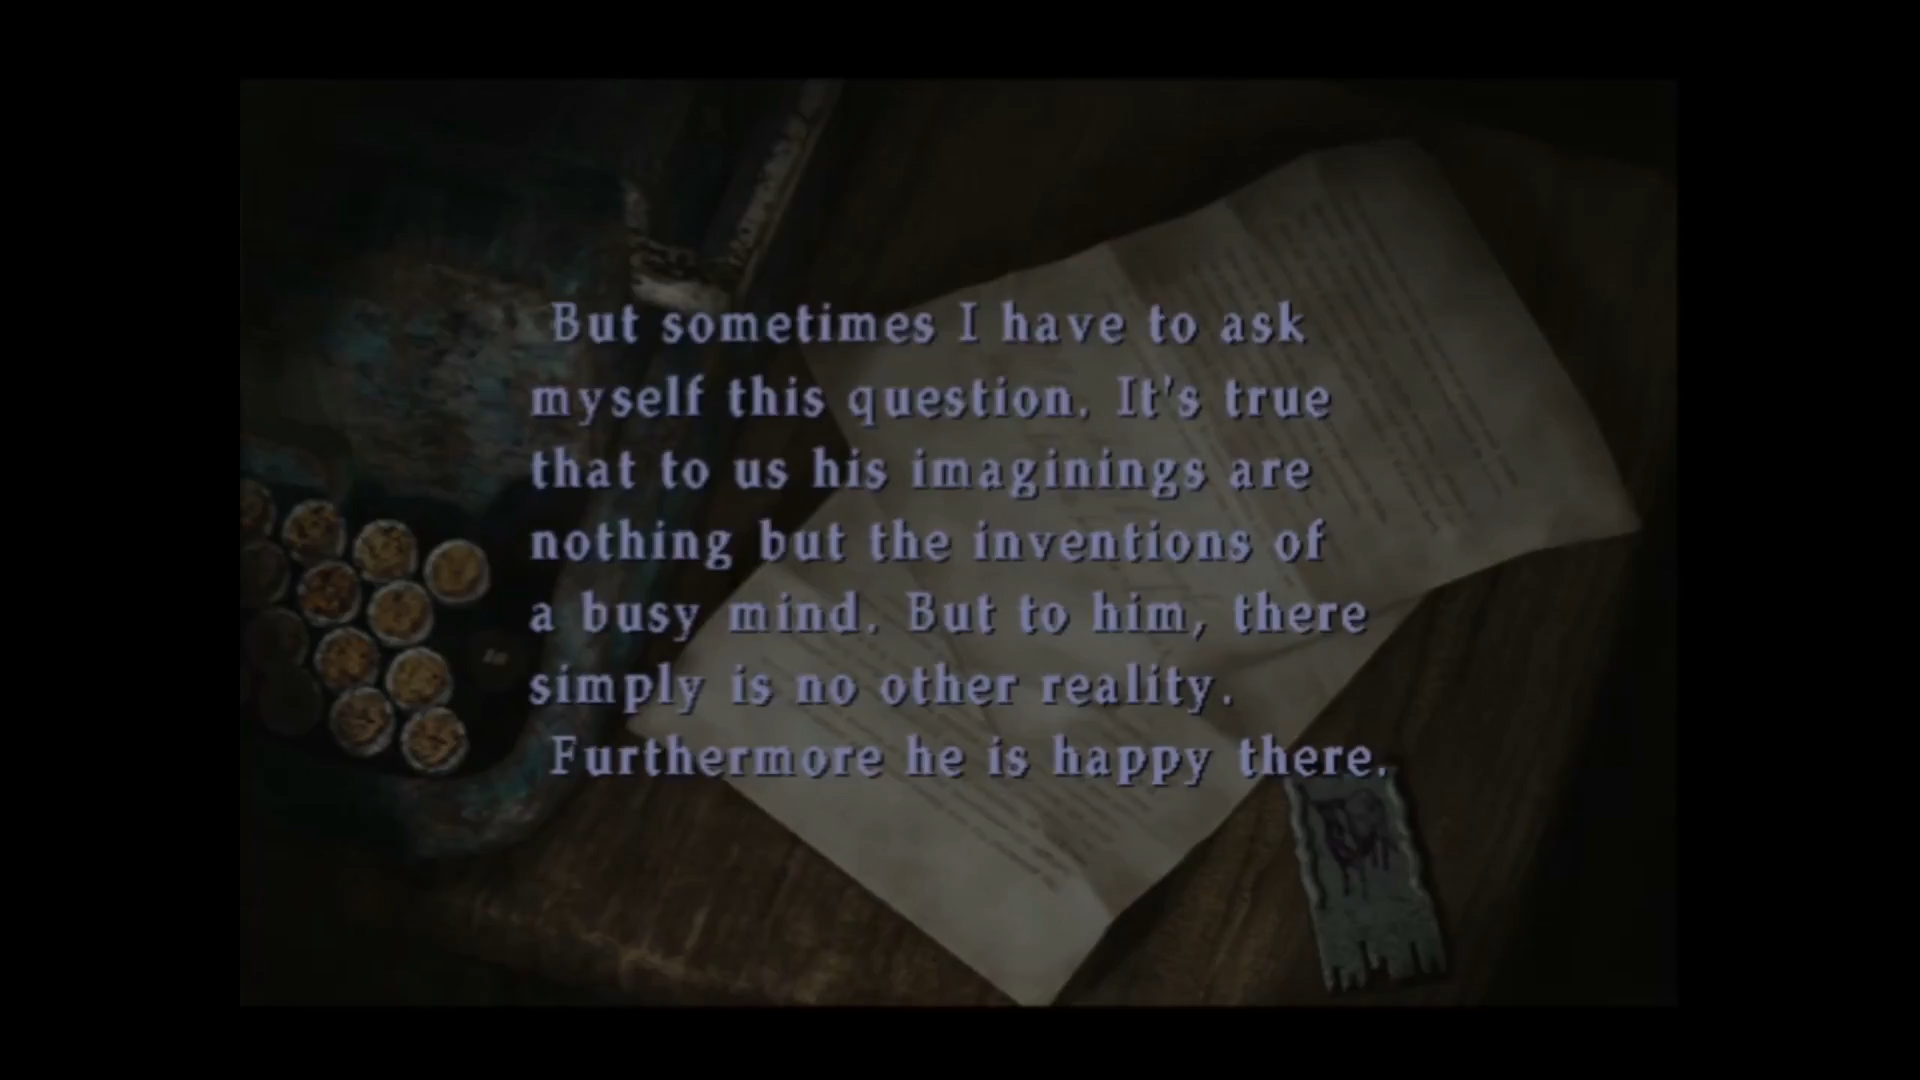 But sometimes I have to ask
myself this question. It's true
that to us his imaginings are
nothing but the inventions of
a busy mind. But to him, there
simply is no other reality.
Furthermore he is happy there.